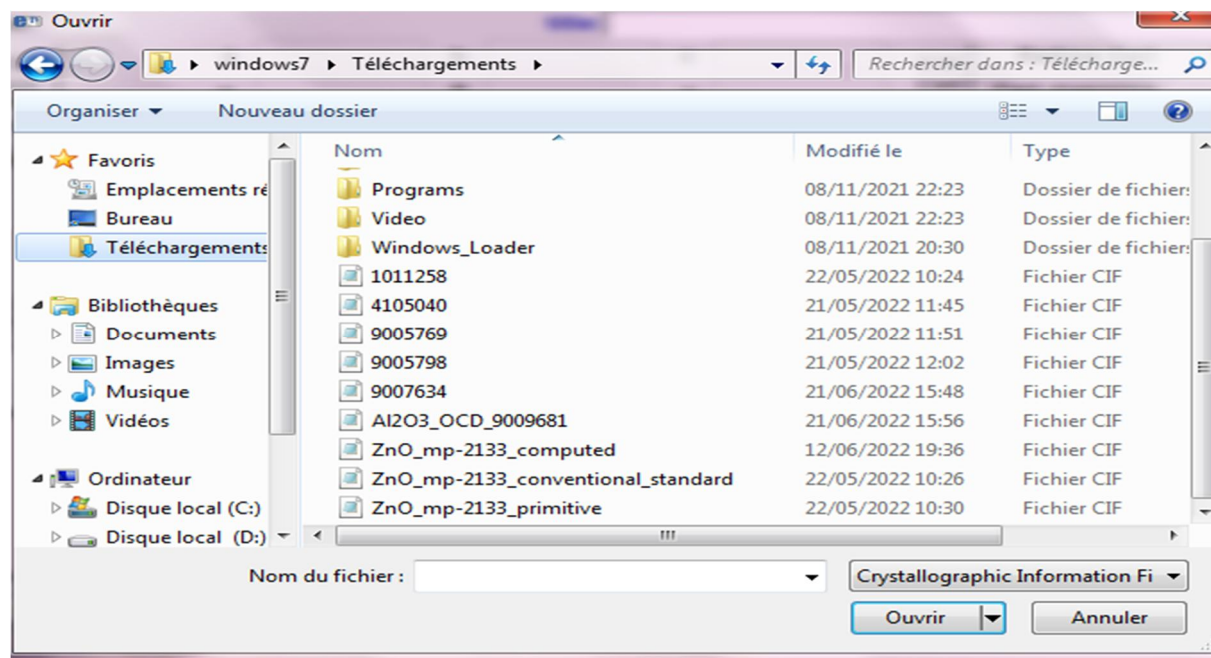 Ouvrir
windows7 Téléchargements Rechercher dans : Télécharge...
Organiser Nouveau dossier
Nom Modifié le Type
Favoris
Emplacements ré
Bureau
Téléchargements
Bibliothèques
Documents
Images
Musique
Vidéos
Ordinateur
Disque local (C:)
Disque local (D:)
Programs 08/11/2021 22:23 Dossier de fichiers
Video 08/11/2021 22:23 Dossier de fichiers
Windows_Loader 08/11/2021 20:30 Dossier de fichiers
1011258 22/05/2022 10:24 Fichier CIF
4105040 21/05/2022 11:45 Fichier CIF
9005769 21/05/2022 11:51 Fichier CIF
9005798 21/05/2022 12:02 Fichier CIF
9007634 21/06/2022 15:48 Fichier CIF
Al2O3_OCD_9009681 21/06/2022 15:56 Fichier CIF
ZnO_mp-2133_computed 12/06/2022 19:36 Fichier CIF
ZnO_mp-2133_conventional_standard 22/05/2022 10:26 Fichier CIF
ZnO_mp-2133_primitive 22/05/2022 10:30 Fichier CIF
Nom du fichier : Crystallographic Information Fi
Ouvrir Annuler